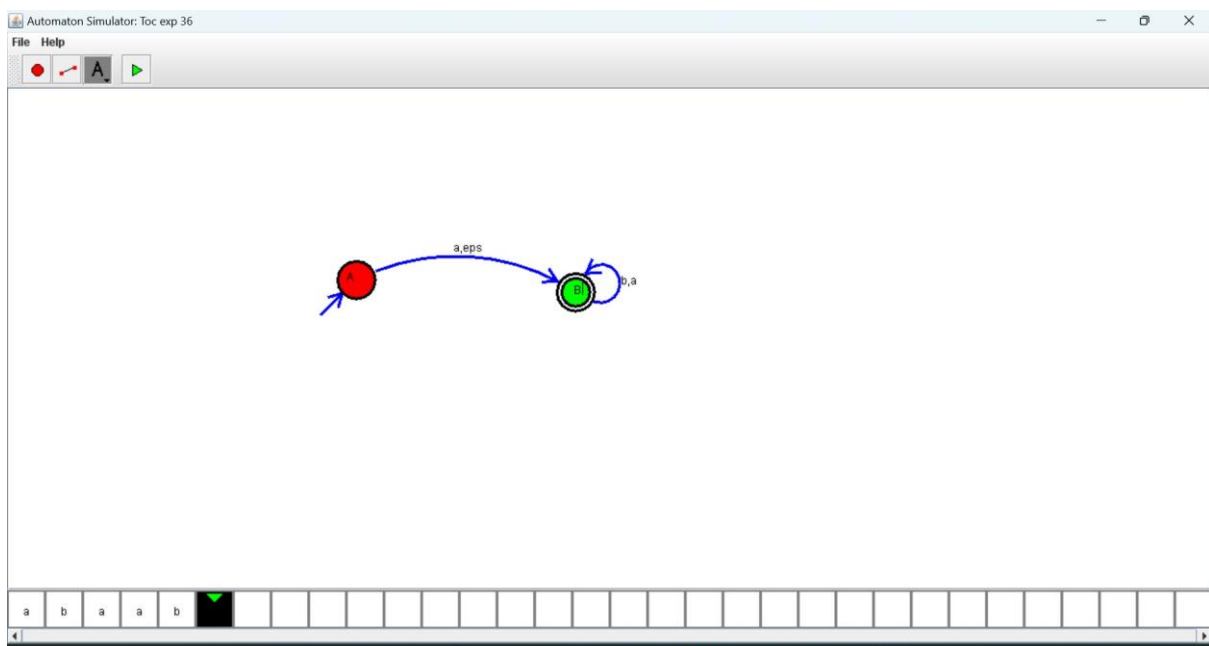 Automaton Simulator: Toc exp 36
File Help
A
a,eps
A
B
b,a
a b a a b